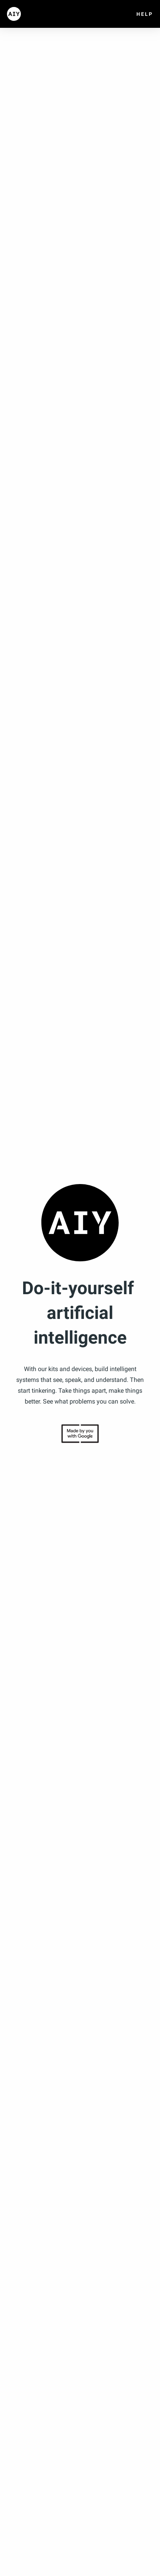 AIY
HELP
AIY
Do-it-yourself
artificial
intelligence
With our kits and devices, build intelligent
systems that see, speak, and understand. Then
start tinkering. Take things apart, make things
better. See what problems you can solve.
Made by you
with Google